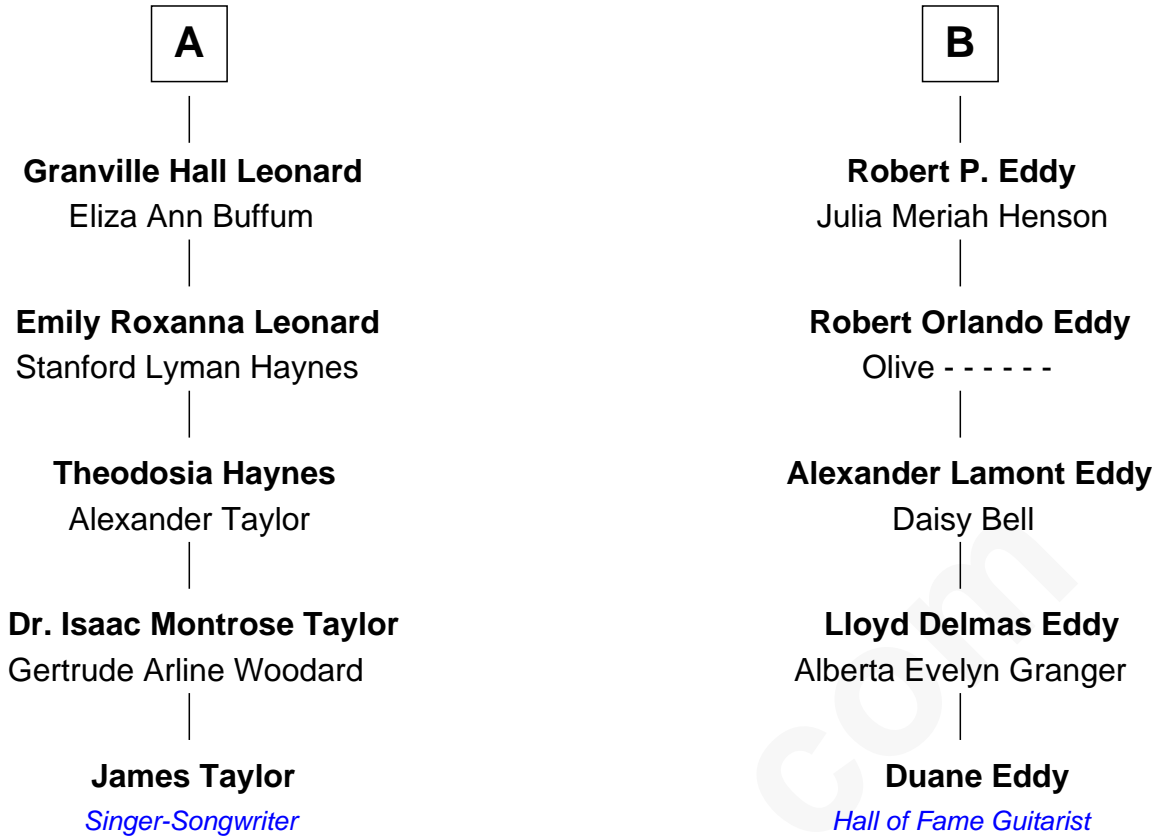 A
Granville Hall Leonard
Eliza Ann Buffum
Emily Roxanna Leonard
Stanford Lyman Haynes
Theodosia Haynes
Alexander Taylor
Dr. Isaac Montrose Taylor
Gertrude Arline Woodard
James Taylor
Singer-Songwriter
B
Robert P. Eddy
Julia Meriah Henson
Robert Orlando Eddy
Olive - - - - - -
Alexander Lamont Eddy
Daisy Bell
Lloyd Delmas Eddy
Alberta Evelyn Granger
Duane Eddy
Hall of Fame Guitarist
com